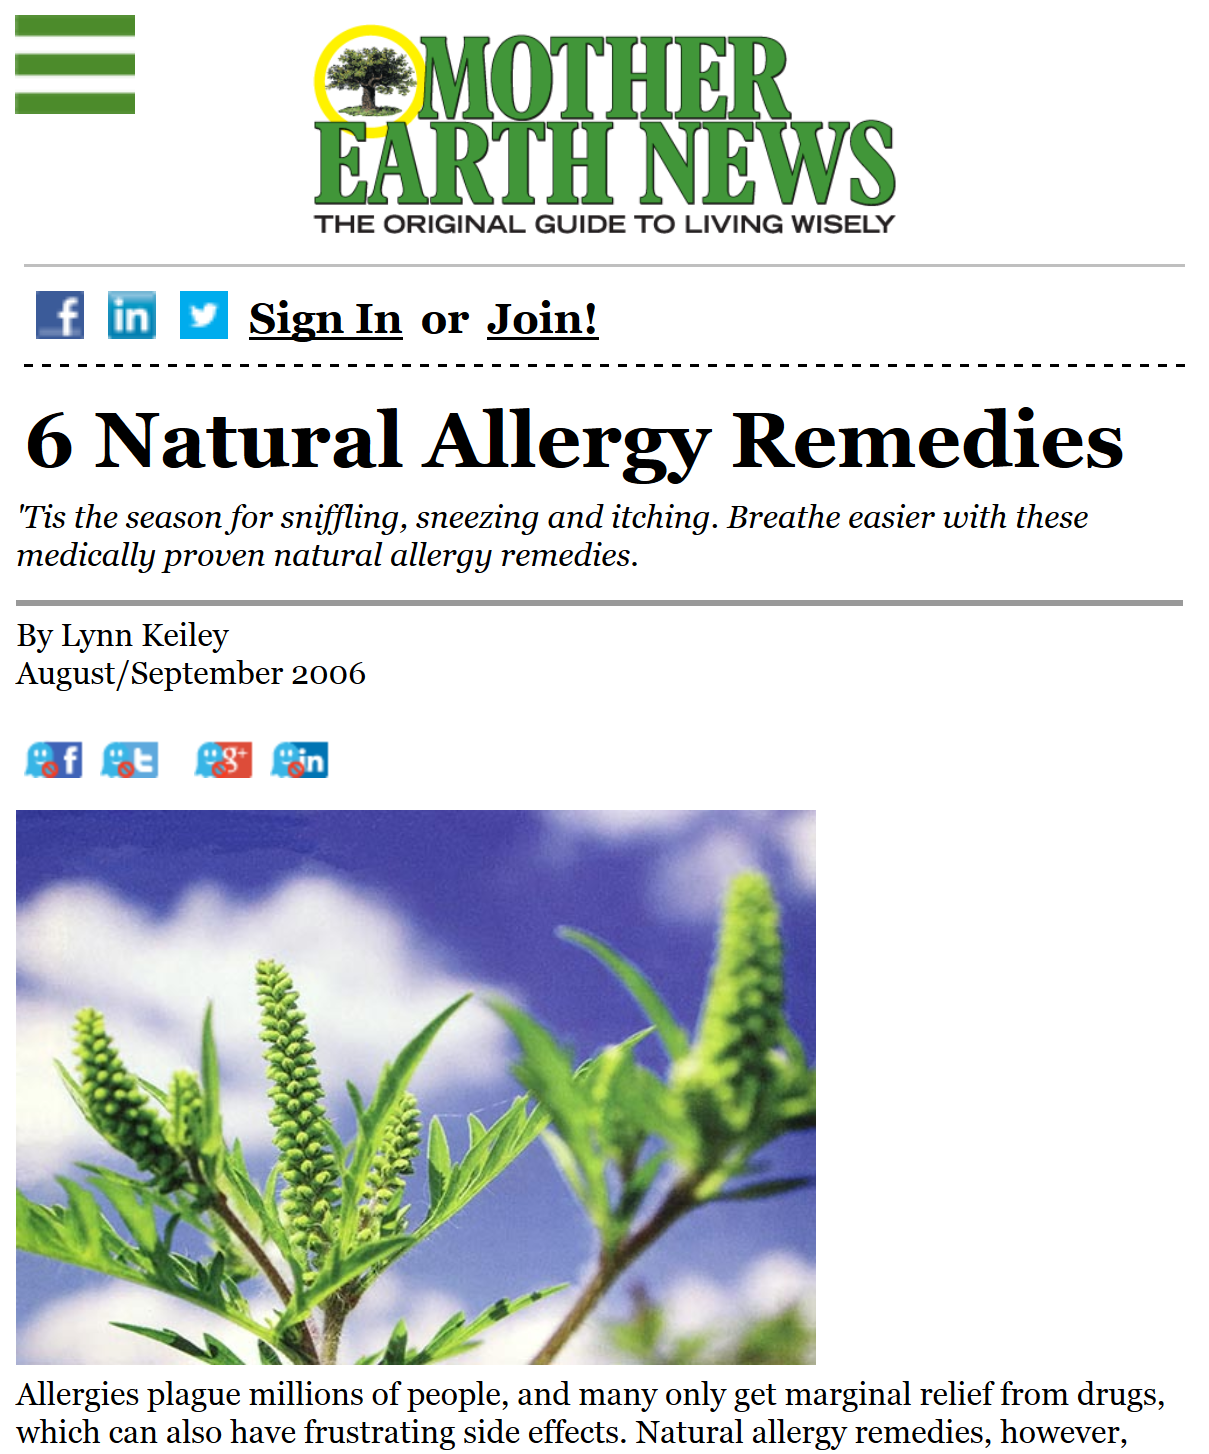 MOTHER
EARTH NEWS
THE ORIGINAL GUIDE TO LIVING WISELY
f in Sign In or Join!
6 Natural Allergy Remedies
'Tis the season for sniffling, sneezing and itching. Breathe easier with these
medically proven natural allergy remedies.
By Lynn Keiley
August/September 2006
f t g+ in
Allergies plague millions of people, and many only get marginal relief from drugs,
which can also have frustrating side effects. Natural allergy remedies, however,